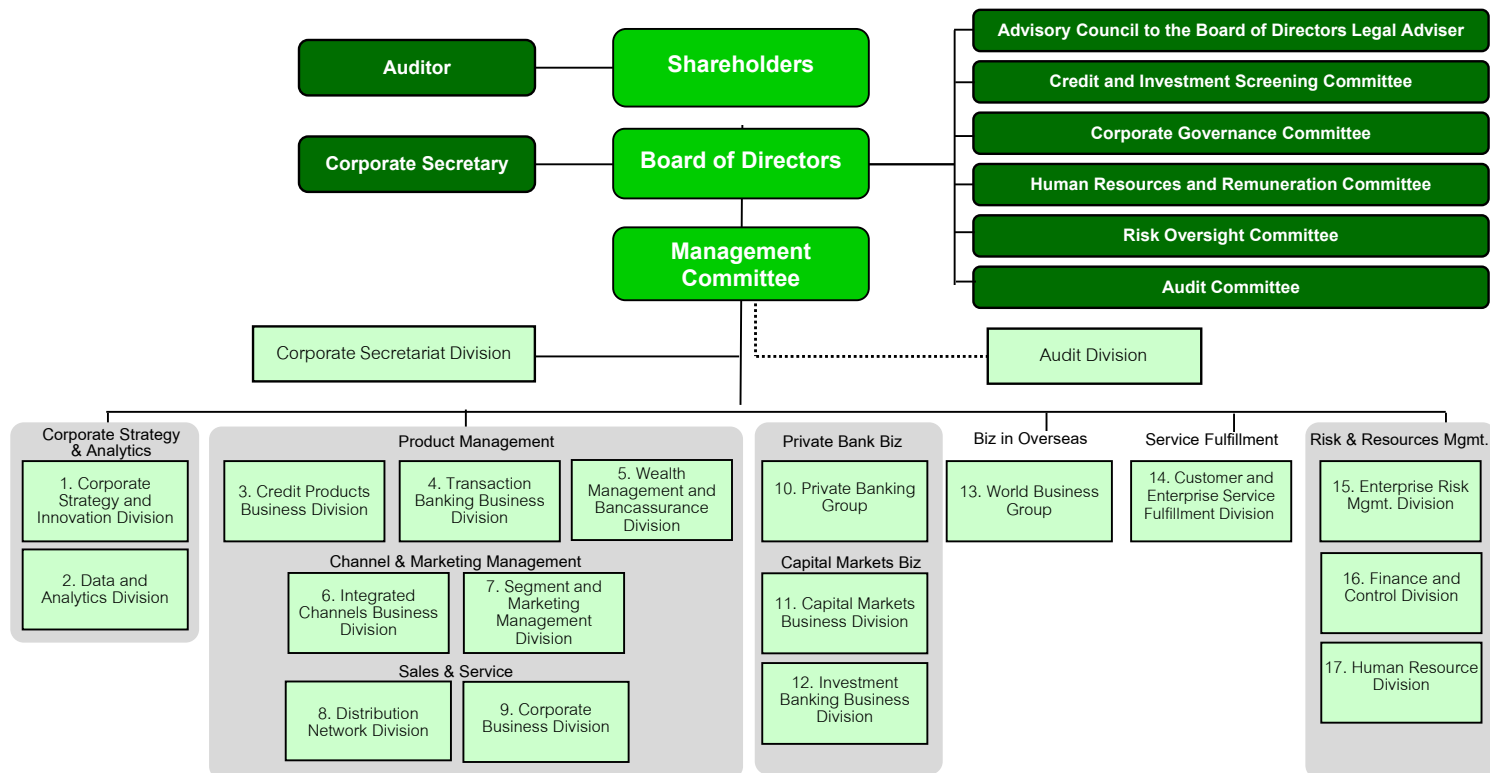 Advisory Council to the Board of Directors Legal Adviser
Auditor
Shareholders
Credit and Investment Screening Committee
Corporate Governance Committee
Corporate Secretary
Board of Directors
Human Resources and Remuneration Committee
Risk Oversight Committee
Management
Committee
Audit Committee
Corporate Secretariat Division
Audit Division
Corporate Strategy
& Analytics
1. Corporate
Strategy and
Innovation Division
2. Data and
Analytics Division
Product Management
3. Credit Products
Business Division
4. Transaction
Banking Business
Division
5. Wealth
Management and
Bancassurance
Division
Channel & Marketing Management
6. Integrated
Channels Business
Division
7. Segment and
Marketing
Management
Division
Sales & Service
8. Distribution
Network Division
9. Corporate
Business Division
Private Bank Biz
10. Private Banking
Group
Capital Markets Biz
11. Capital Markets
Business Division
12. Investment
Banking Business
Division
Biz in Overseas
13. World Business
Group
Service Fulfillment
14. Customer and
Enterprise Service
Fulfillment Division
Risk & Resources Mgmt.
15. Enterprise Risk
Mgmt. Division
16. Finance and
Control Division
17. Human Resource
Division